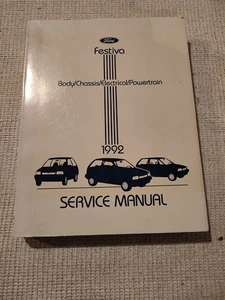 Ford
Festiva
Body/Chassis/Electrical/Powertrain
1992
SERVICE MANUAL